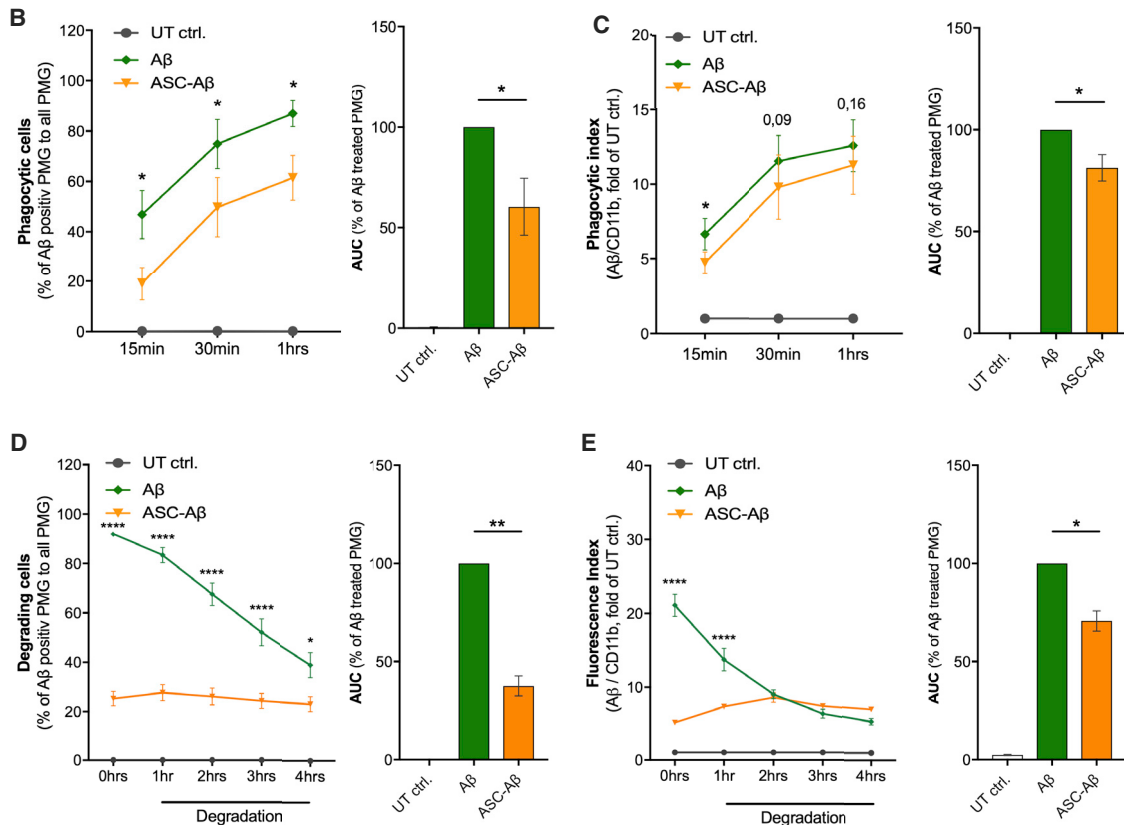 B
120
100
80
60
40
20
0
Phagocytic cells
(% of Aβ positiv PMG to all PMG)
UT ctrl.
Aβ
ASC-Aβ
*
*
*
15min 30min 1hrs
150
100
50
0
AUC (% of Aβ treated PMG)
*
UT ctrl.
Aβ
ASC-Aβ
C
20
15
10
5
0
Phagocytic index
(Aβ/CD11b, fold of UT ctrl.)
UT ctrl.
Aβ
ASC-Aβ
*
0,09
0,16
15min 30min 1hrs
150
100
50
0
AUC (% of Aβ treated PMG)
*
UT ctrl.
Aβ
ASC-Aβ
D
120
100
80
60
40
20
0
Degrading cells
(% of Aβ positiv PMG to all PMG)
UT ctrl.
Aβ
ASC-Aβ
****
****
****
****
*
0hrs 1hr 2hrs 3hrs 4hrs
Degradation
150
100
50
0
AUC (% of Aβ treated PMG)
**
UT ctrl.
Aβ
ASC-Aβ
E
40
30
20
10
0
Fluorescence Index
(Aβ / CD11b, fold of UT ctrl.)
UT ctrl.
Aβ
ASC-Aβ
****
****
0hrs 1hr 2hrs 3hrs 4hrs
Degradation
150
100
50
0
AUC (% of Aβ treated PMG)
*
UT ctrl.
Aβ
ASC-Aβ